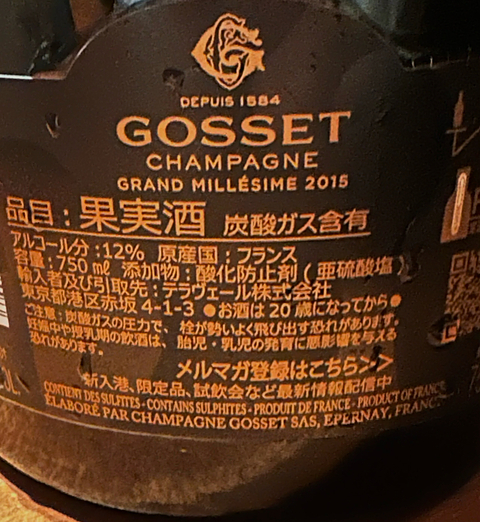 DEPUIS 1584
GOSSET
CHAMPAGNE
GRAND MILLÉSIME 2015
品目：果実酒 炭酸ガス含有
アルコール分：12% 原産国：フランス
容量：750 ㎖ 添加物：酸化防止剤（亜硫酸塩）
輸入者及び引取先：テラヴェール株式会社
東京都港区赤坂 4-1-3 ●お酒は 20 歳になってから●
ご注意：炭酸ガスの圧力で、栓が勢いよく飛び出す恐れがあります。
妊娠中や授乳期の飲酒は、胎児・乳児の発育に悪影響を与える
恐れがあります。
メルマガ登録はこちら>>
新入港、限定品、試飲会など最新情報配信中
CONTIENT DES SULFITES - CONTAINS SULPHITES - PRODUIT DE FRANCE - PRODUCT OF FRANCE
ÉLABORÉ PAR CHAMPAGNE GOSSET SAS, EPERNAY, FRANCE